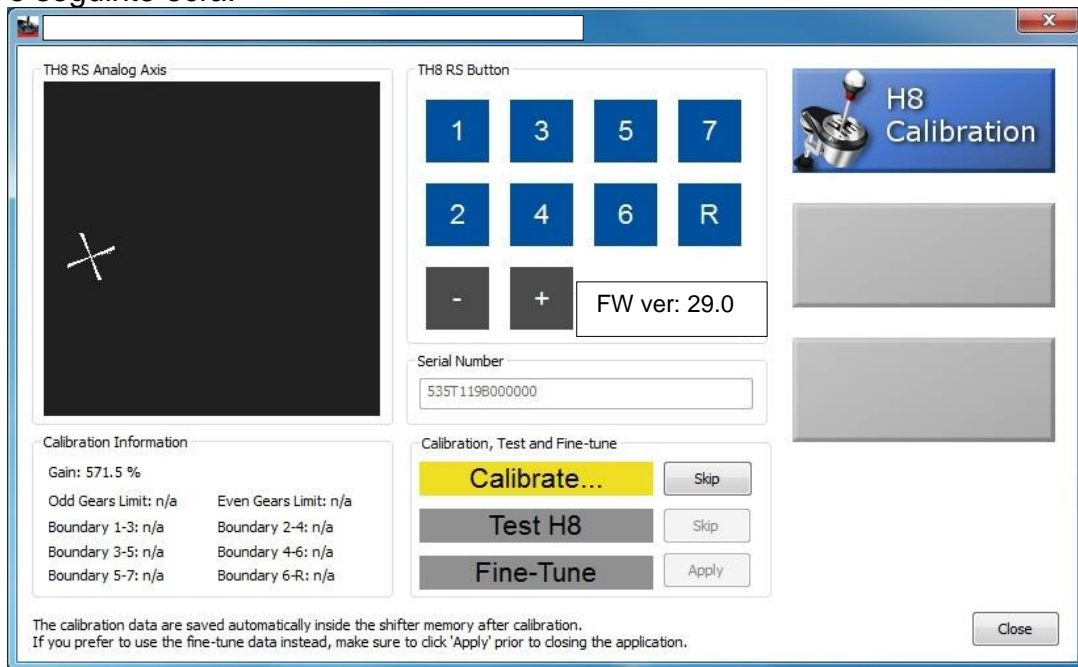 o seguinte será:
TH8 RS Analog Axis
TH8 RS Button
1 3 5 7
2 4 6 R
- +
FW ver: 29.0
H8
Calibration
Serial Number
535T119B000000
Calibration Information
Gain: 571.5 %
Odd Gears Limit: n/a Even Gears Limit: n/a
Boundary 1-3: n/a Boundary 2-4: n/a
Boundary 3-5: n/a Boundary 4-6: n/a
Boundary 5-7: n/a Boundary 6-R: n/a
Calibration, Test and Fine-tune
Calibrate... Skip
Test H8 Skip
Fine-Tune Apply
The calibration data are saved automatically inside the shifter memory after calibration.
If you prefer to use the fine-tune data instead, make sure to click 'Apply' prior to closing the application.
Close